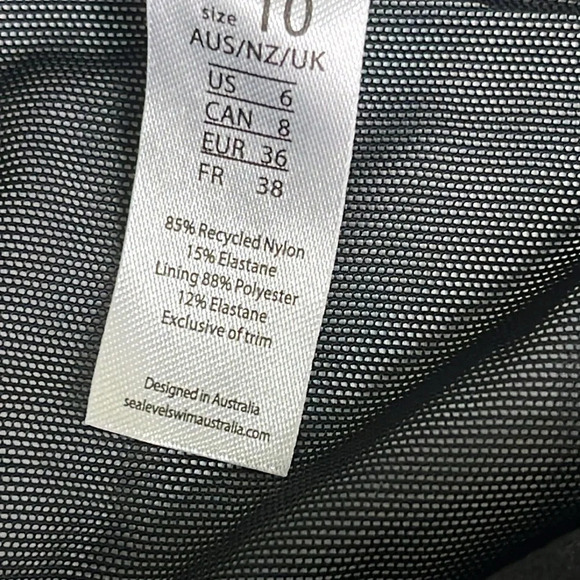 size 10
AUS/NZ/UK
US 6
CAN 8
EUR 36
FR 38
85% Recycled Nylon
15% Elastane
Lining 88% Polyester
12% Elastane
Exclusive of trim
Designed in Australia
sealevelswimaustralia.com